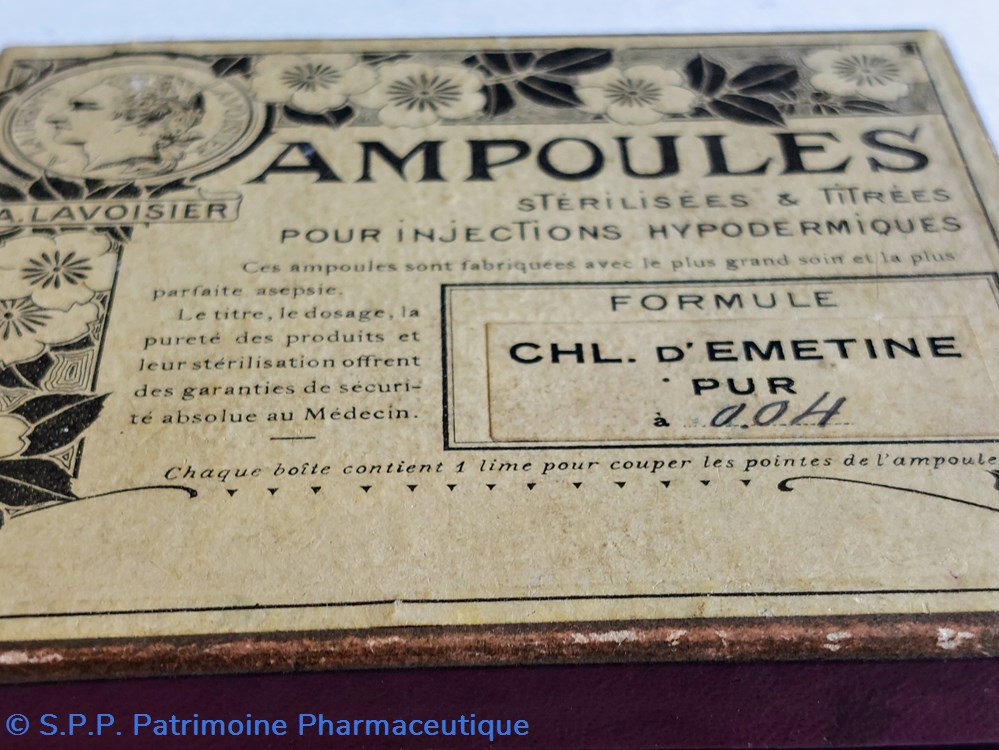 AMPOULES
A. LAVOISIER
STÉRILISÉES & TITRÉES
POUR INJECTIONS HYPODERMIQUES
Ces ampoules sont fabriquées avec le plus grand soin et la plus
parfaite asepsie.
Le titre, le dosage, la
pureté des produits et
leur stérilisation offrent
des garanties de sécuri-
té absolue au Médecin.
FORMULE
CHL. D'EMETINE
PUR
à 0.04
Chaque boîte contient 1 lime pour couper les pointes de l'ampoule
© S.P.P. Patrimoine Pharmaceutique